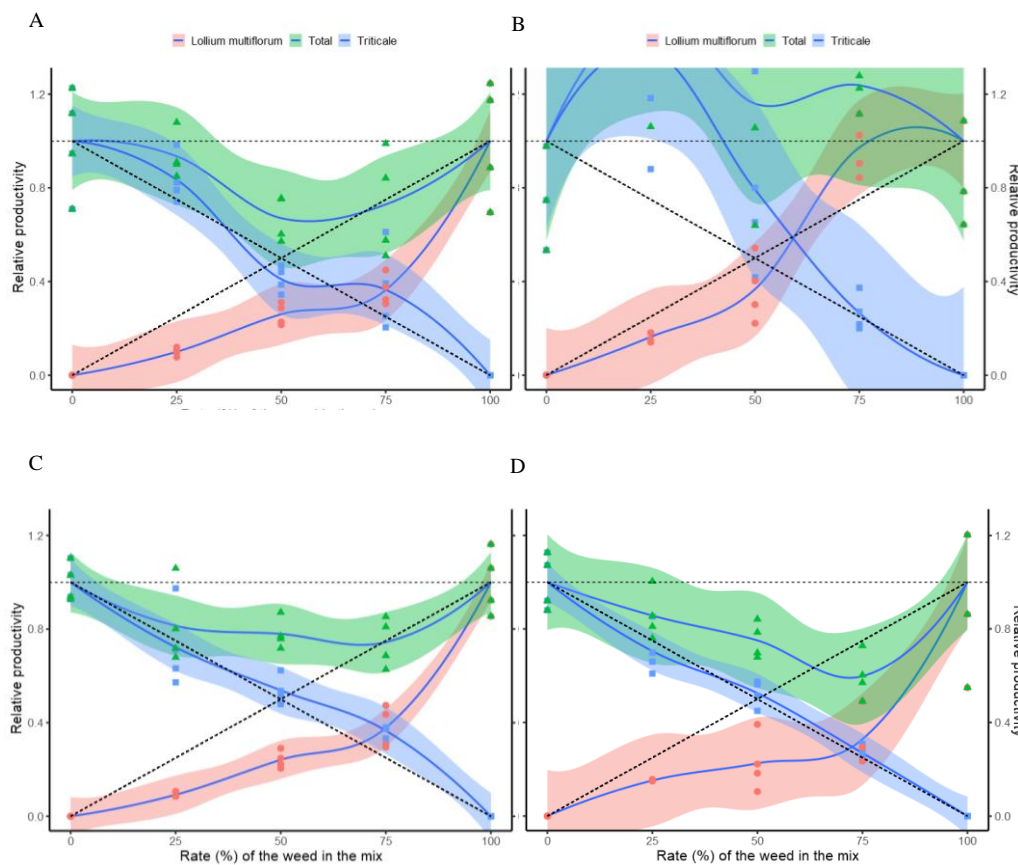 A
B
Lollium multiflorum Total Triticale
Lollium multiflorum Total Triticale
Relative productivity
1.2
0.8
0.4
0.0
0 25 50 75 100
0 25 50 75 100
1.2
0.8
0.4
0.0
Relative productivity
C
D
Relative productivity
1.2
0.8
0.4
0.0
0 25 50 75 100
Rate (%) of the weed in the mix
0 25 50 75 100
Rate (%) of the weed in the mix
1.2
0.8
0.4
0.0
Relative productivity